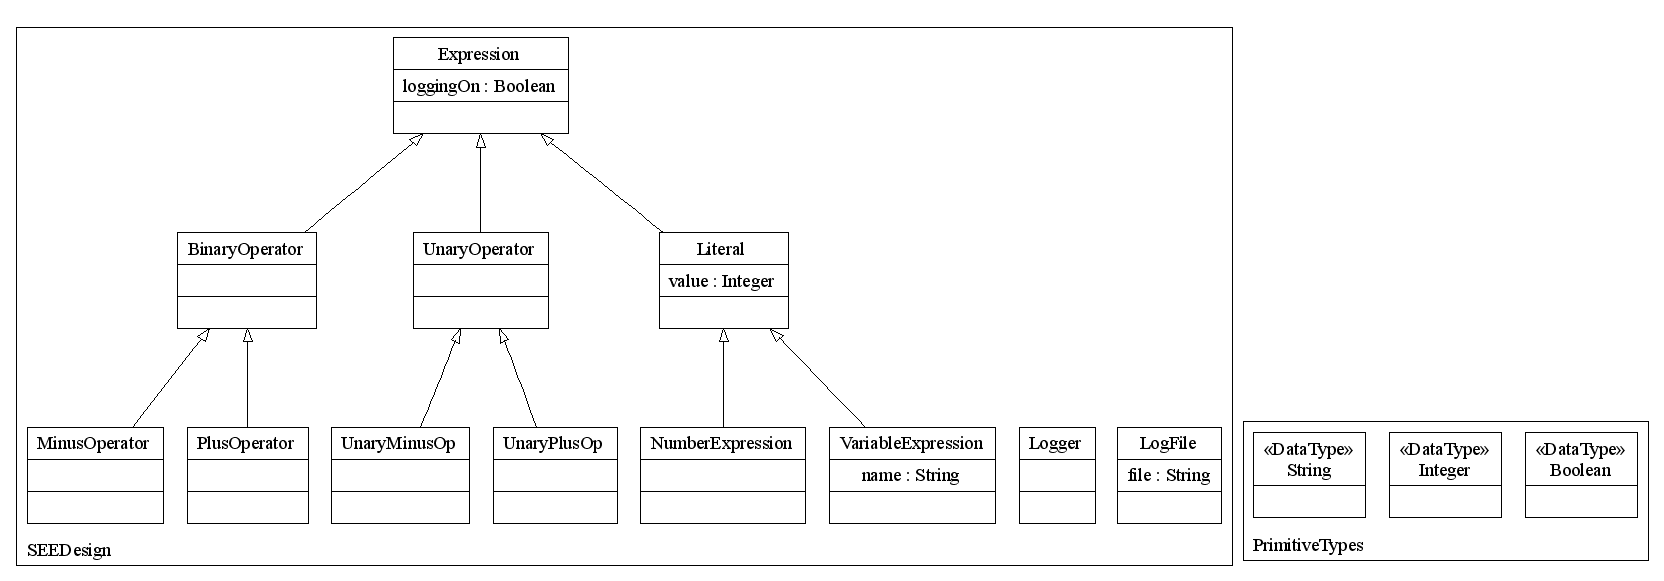 Expression
loggingOn : Boolean
BinaryOperator
UnaryOperator
Literal
value : Integer
MinusOperator
PlusOperator
UnaryMinusOp
UnaryPlusOp
NumberExpression
VariableExpression
name : String
Logger
LogFile
file : String
SEEDesign
«DataType»
String
«DataType»
Integer
«DataType»
Boolean
PrimitiveTypes